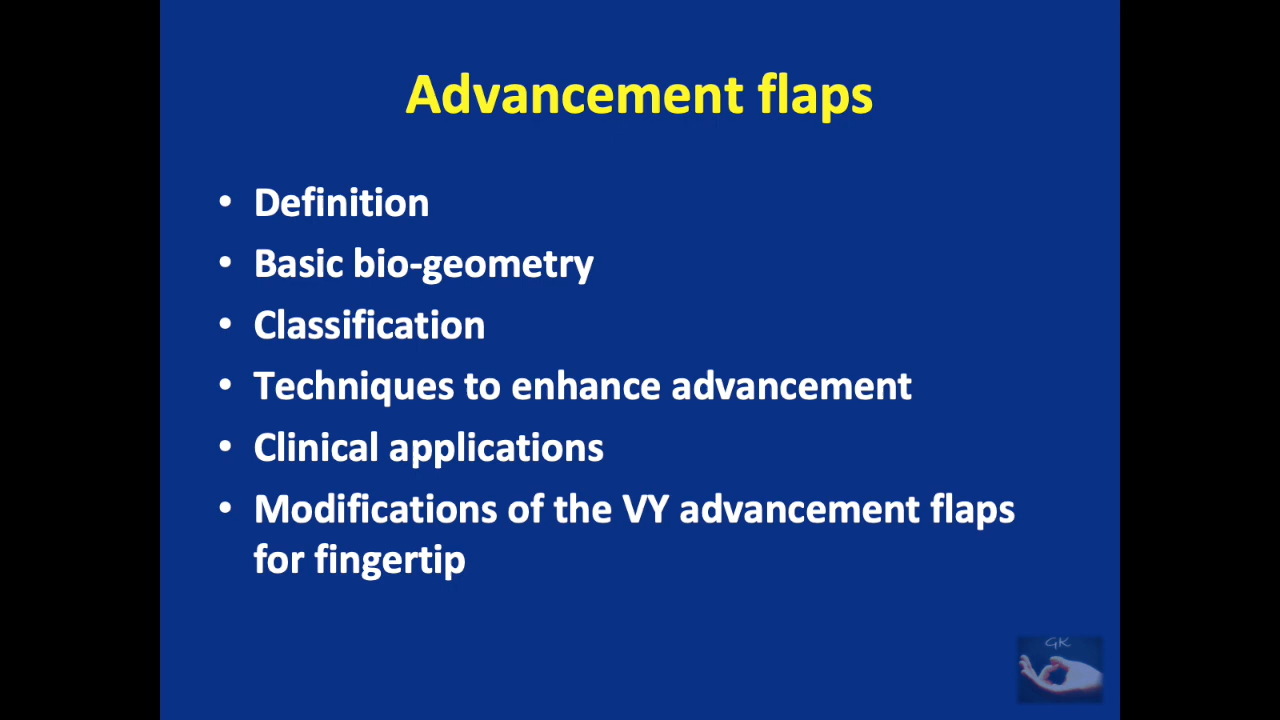 Advancement flaps
• Definition
• Basic bio-geometry
• Classification
• Techniques to enhance advancement
• Clinical applications
• Modifications of the VY advancement flaps
for fingertip
GK